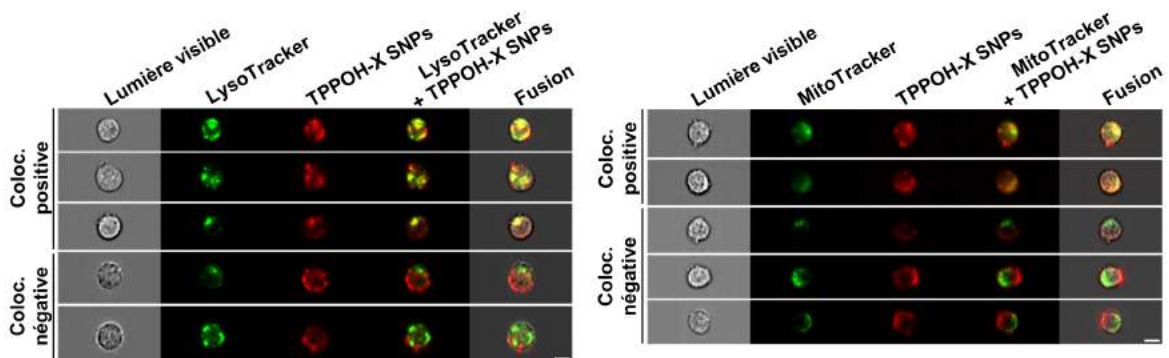 Lumière visible
LysoTracker
TPPOH-X SNPs
LysoTracker
+ TPPOH-X SNPs
Fusion
Coloc.
positive
Coloc.
négative
Lumière visible
MitoTracker
TPPOH-X SNPs
MitoTracker
+ TPPOH-X SNPs
Fusion
Coloc.
positive
Coloc.
négative